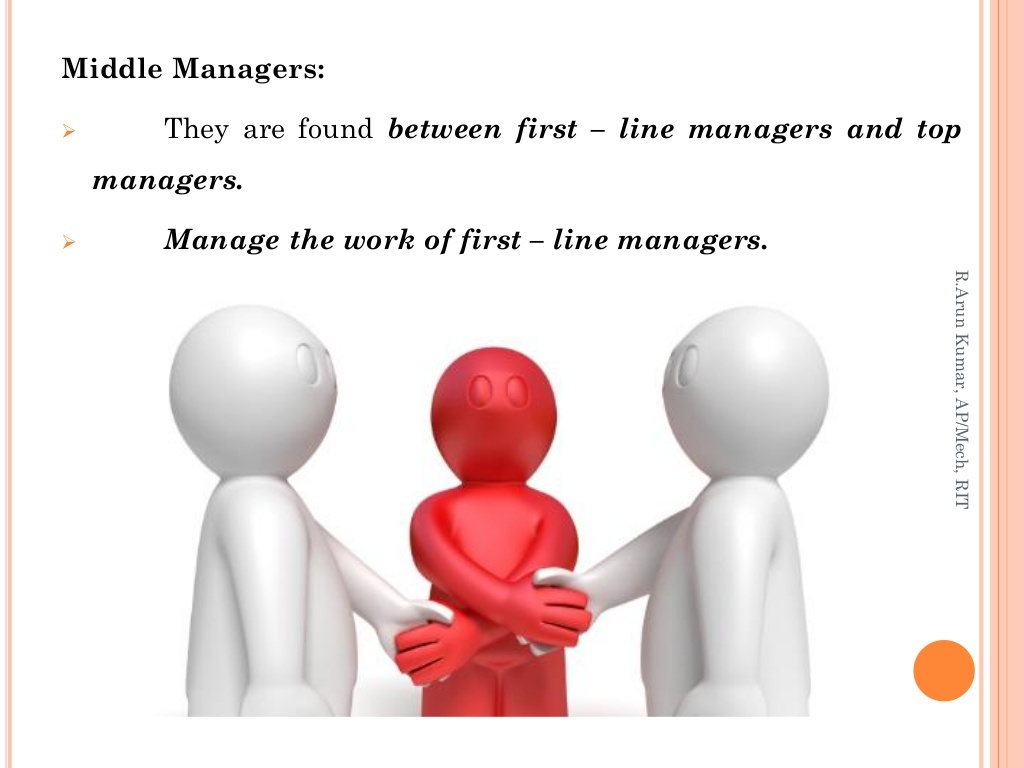 Middle Managers:
➢ They are found between first – line managers and top
managers.
➢ Manage the work of first – line managers.
R.Arun Kumar, AP/Mech, RIT